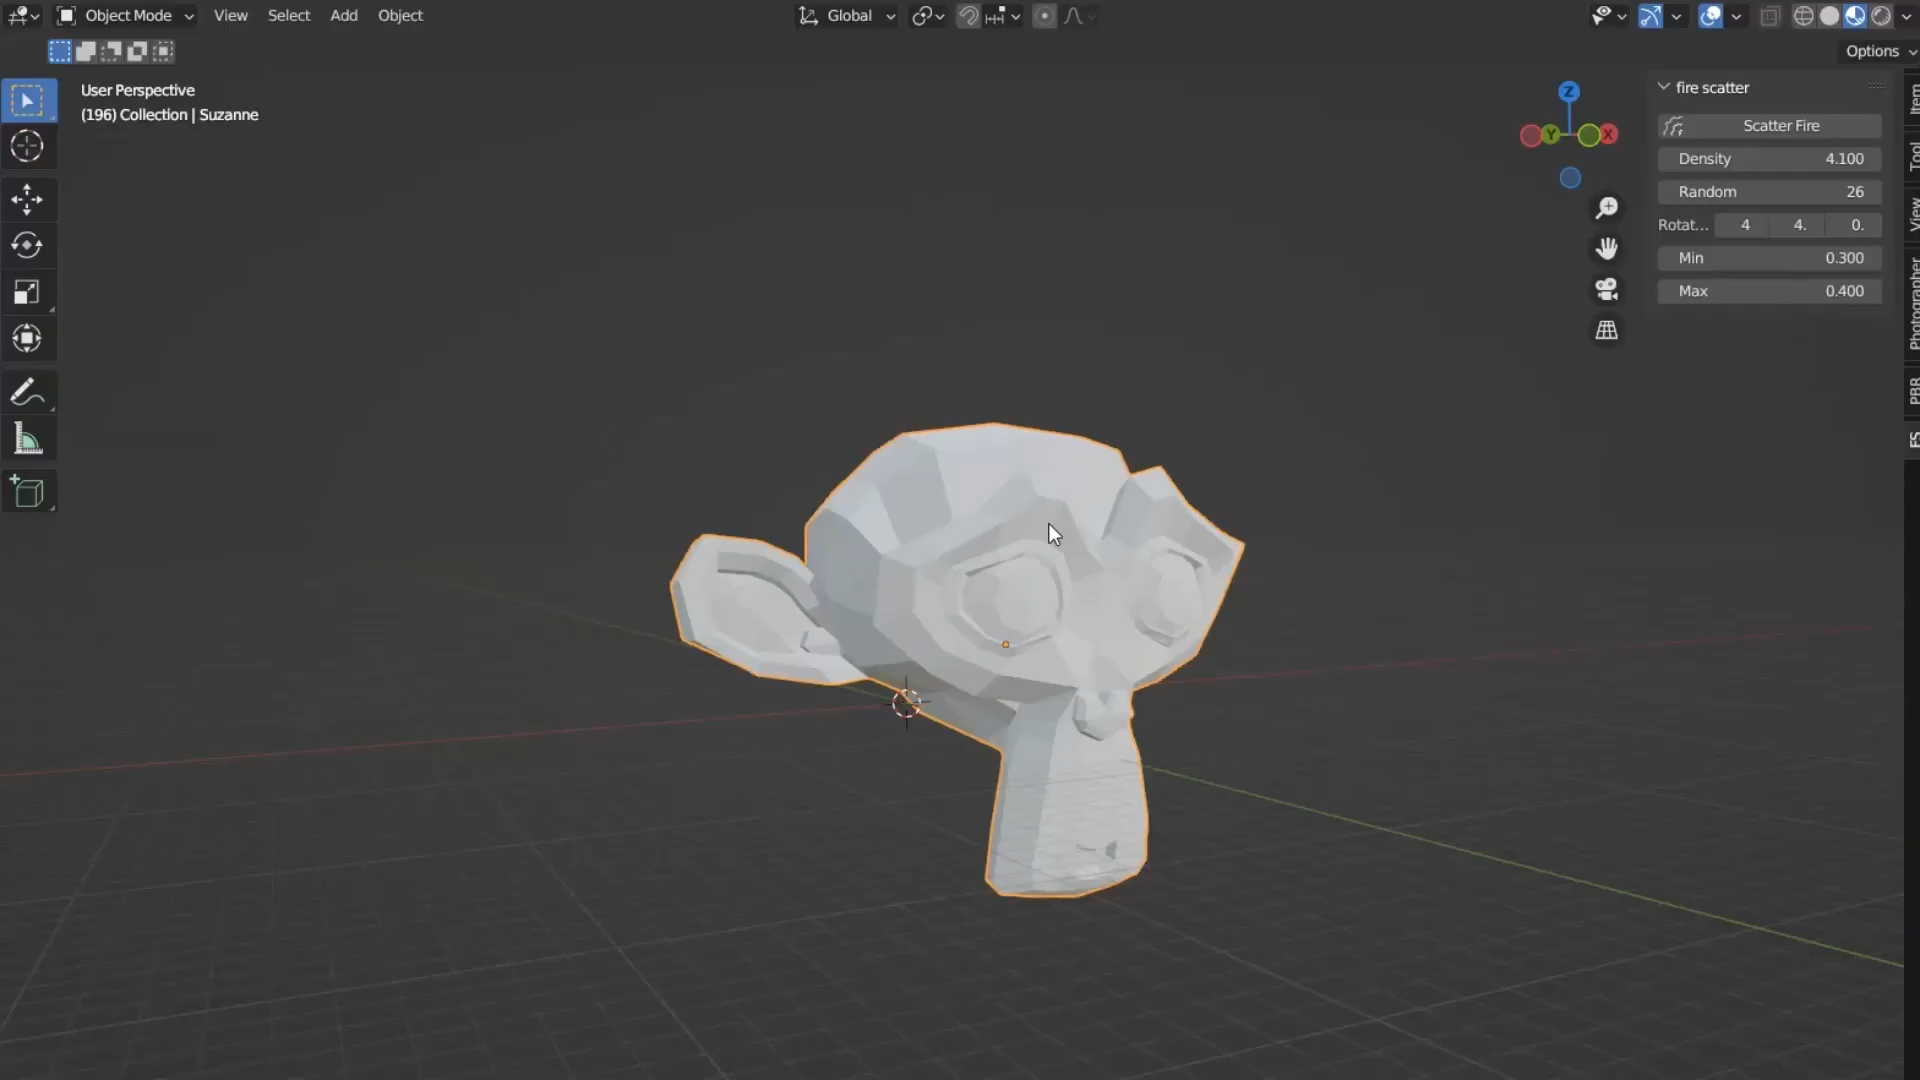 Object Mode View Select Add Object Global
Options
User Perspective
(196) Collection | Suzanne
Z
Y
X
fire scatter
Scatter Fire
Density 4.100
Random 26
Rotat... 4 4. 0.
Min 0.300
Max 0.400
Item
Tool
View
Photographer
PBR
FS